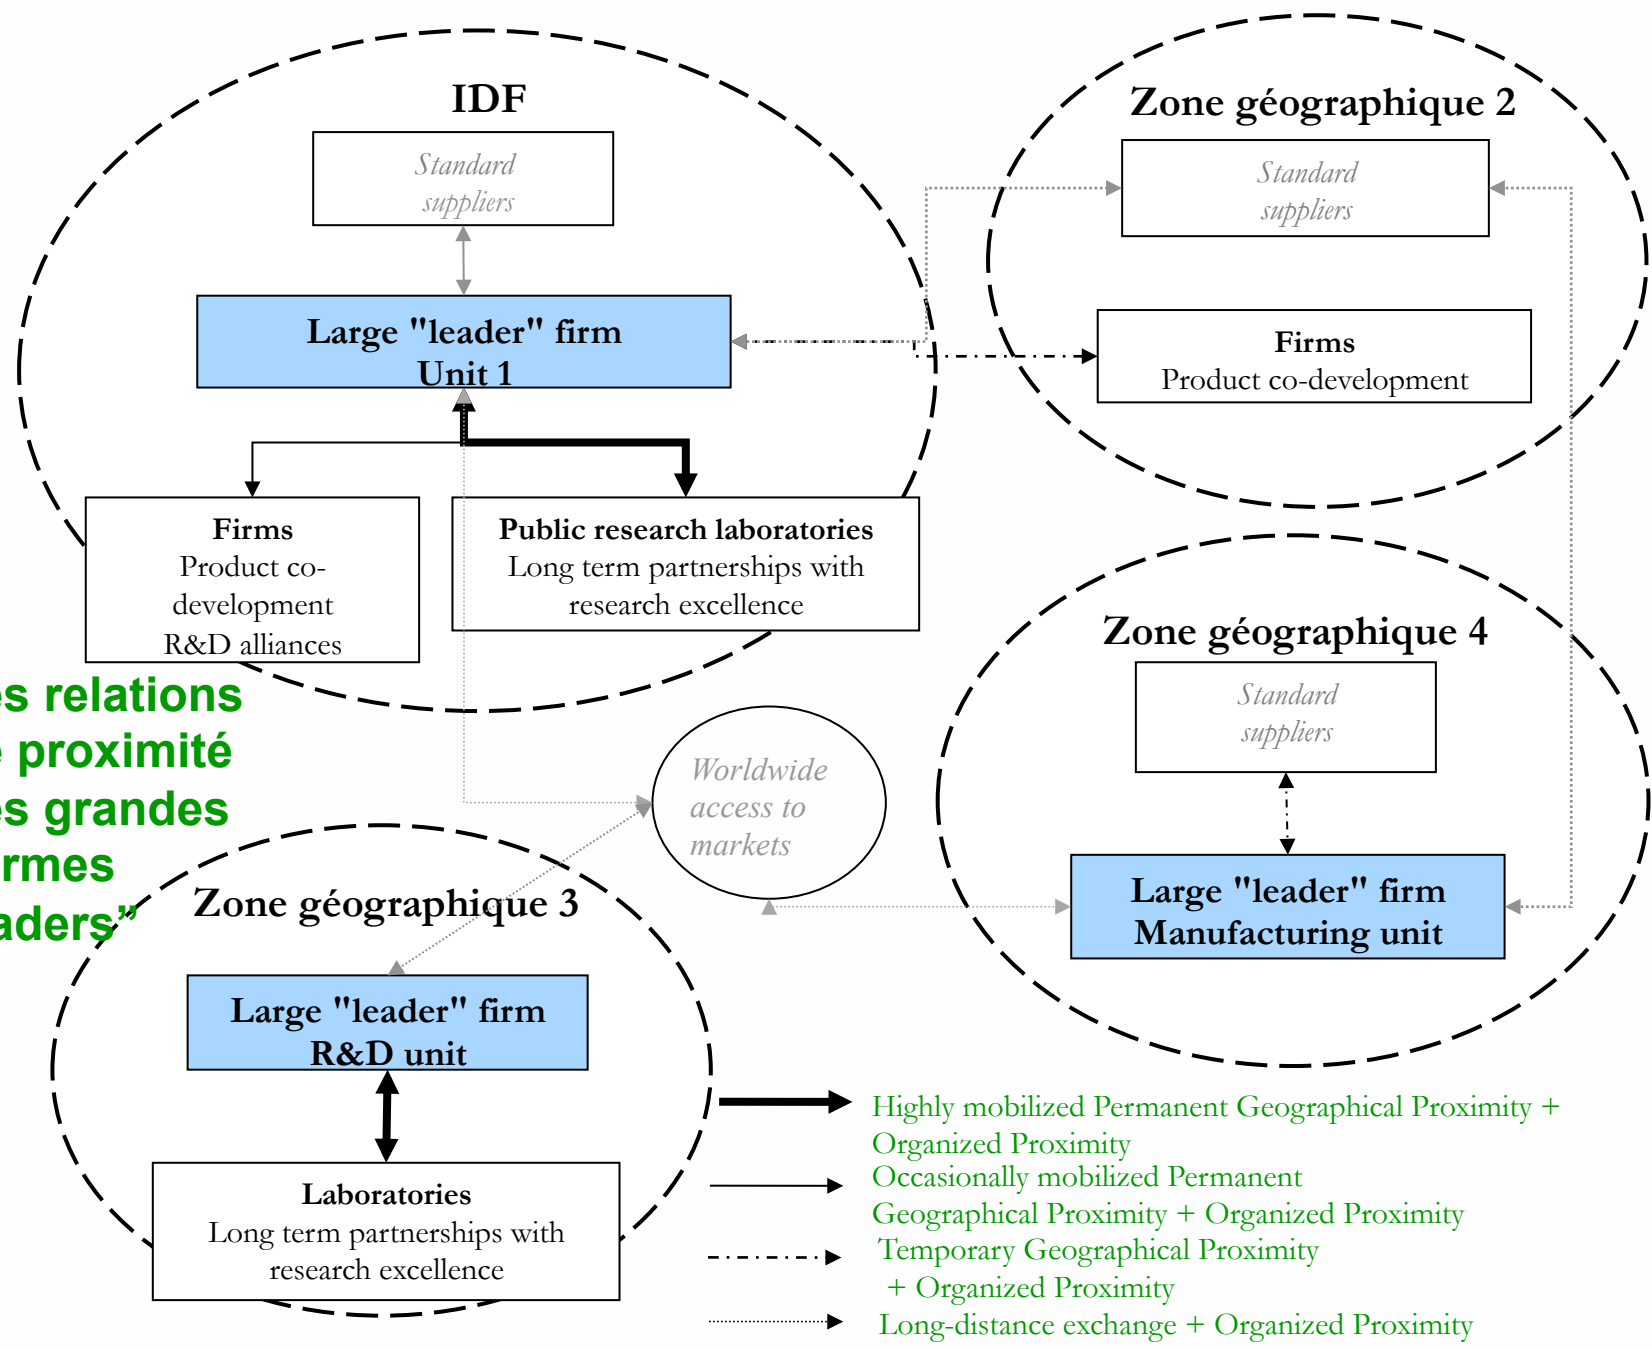 IDF
Standard
suppliers
Large "leader" firm
Unit 1
Firms
Product co-
development
R&D alliances
Public research laboratories
Long term partnerships with
research excellence
Zone géographique 2
Standard
suppliers
Firms
Product co-development
Zone géographique 4
Standard
suppliers
Large "leader" firm
Manufacturing unit
Worldwide
access to
markets
es relations
e proximité
es grandes
rmes
aders”
Zone géographique 3
Large "leader" firm
R&D unit
Laboratories
Long term partnerships with
research excellence
Highly mobilized Permanent Geographical Proximity +
Organized Proximity
Occasionally mobilized Permanent
Geographical Proximity + Organized Proximity
Temporary Geographical Proximity
+ Organized Proximity
Long-distance exchange + Organized Proximity